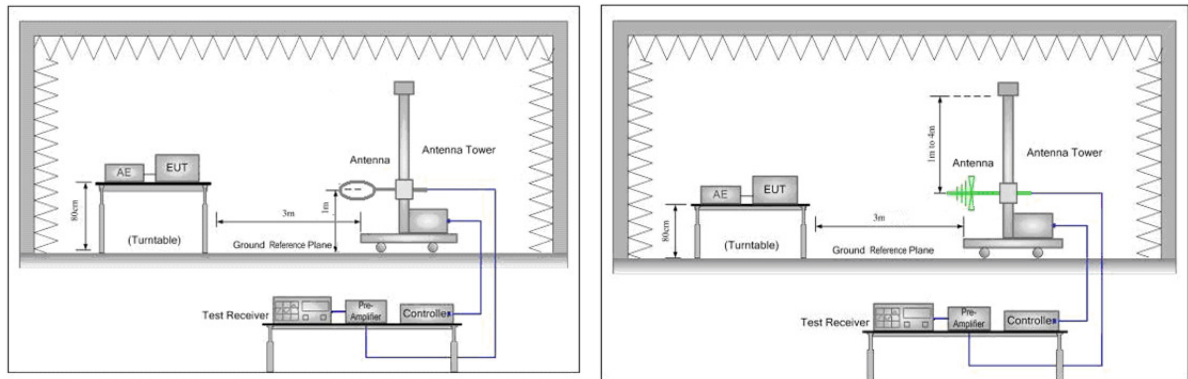 Antenna
Antenna Tower
AE
EUT
80cm
(Turntable)
3m
1m
Ground Reference Plane
Test Receiver
Pre-
Amplifier
Controller
1m to 4m
Antenna
Antenna Tower
AE
EUT
80cm
(Turntable)
3m
Ground Reference Plane
Test Receiver
Pre-
Amplifier
Controller